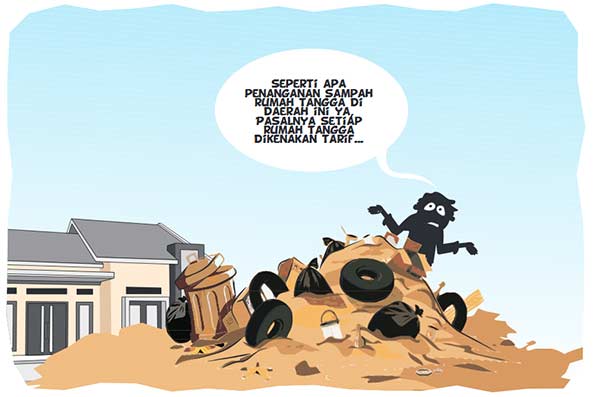 SEPERTI APA
PENANGANAN SAMPAH
RUMAH TANGGA DI
DAERAH INI YA,
PASALNYA SETIAP
RUMAH TANGGA
DIKENAKAN TARIF...